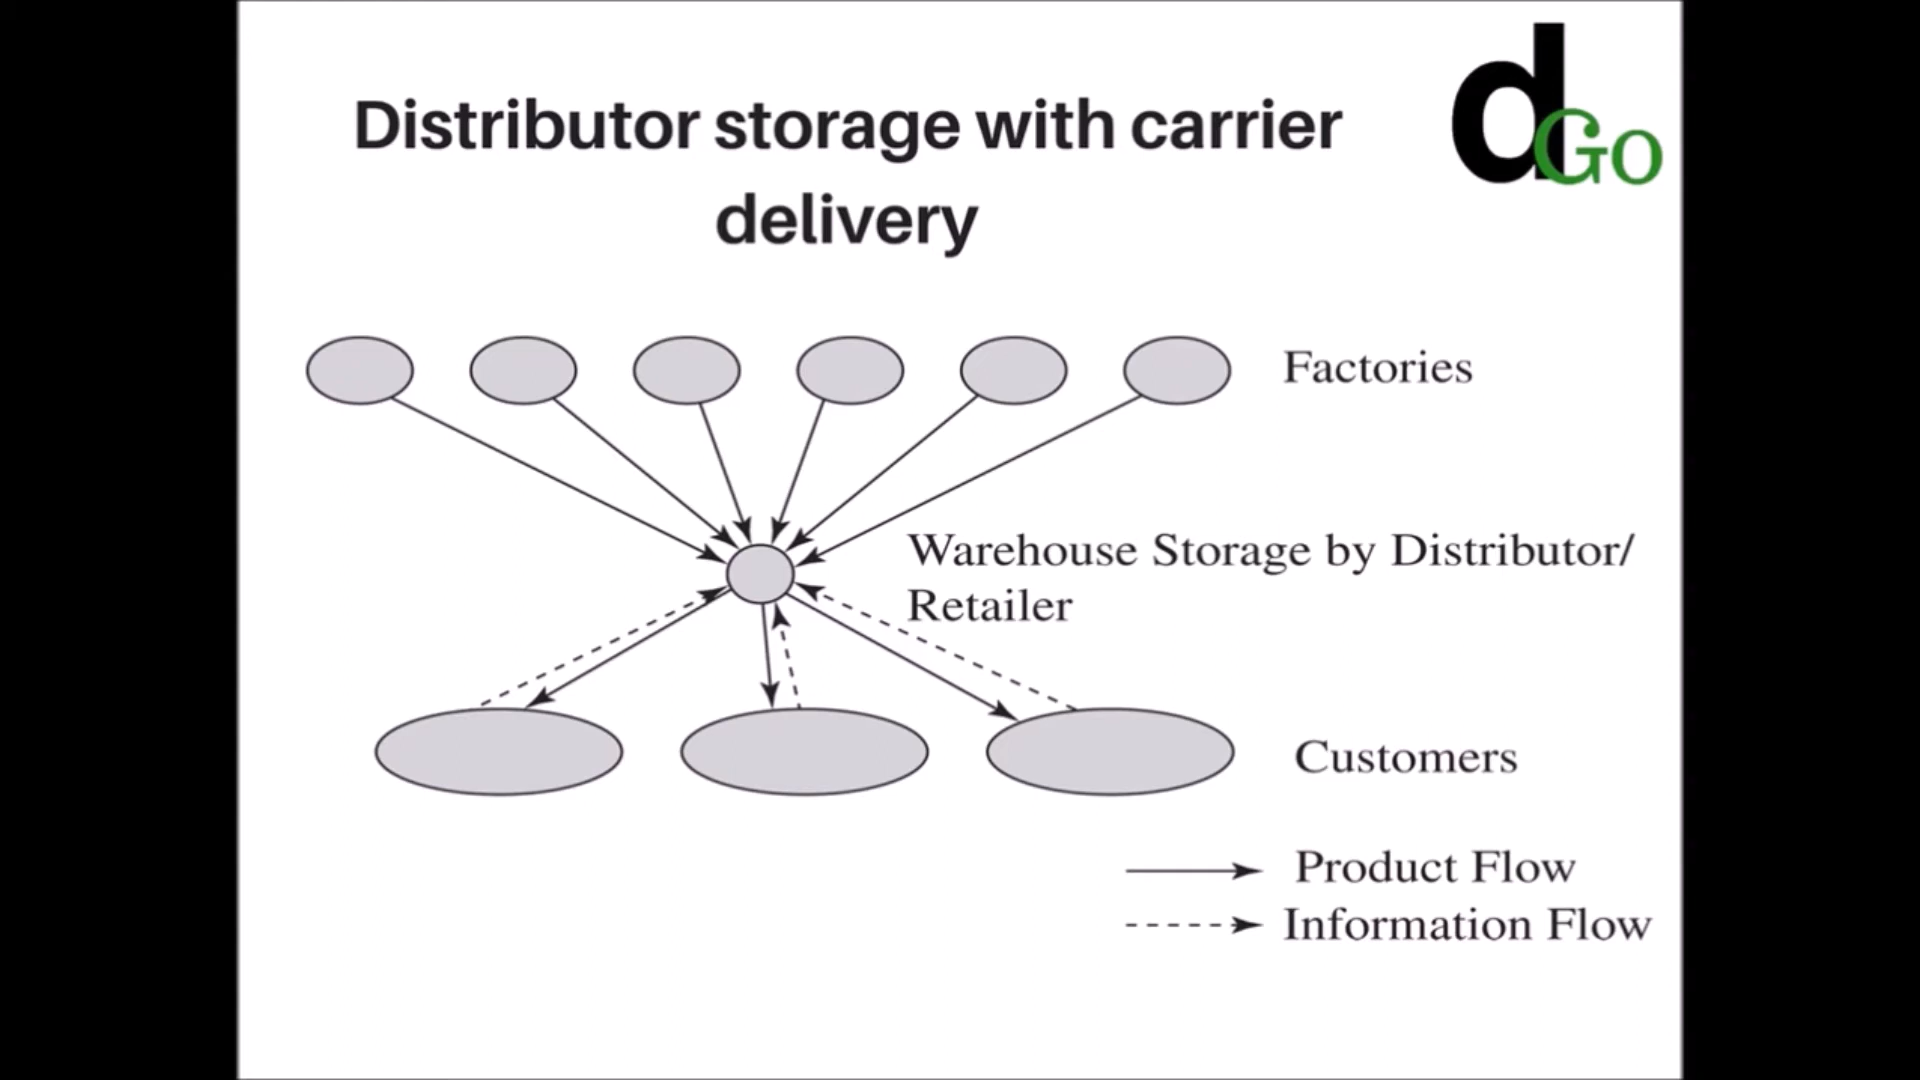 Distributor storage with carrier
delivery
dGo
Factories
Warehouse Storage by Distributor/
Retailer
Customers
Product Flow
Information Flow